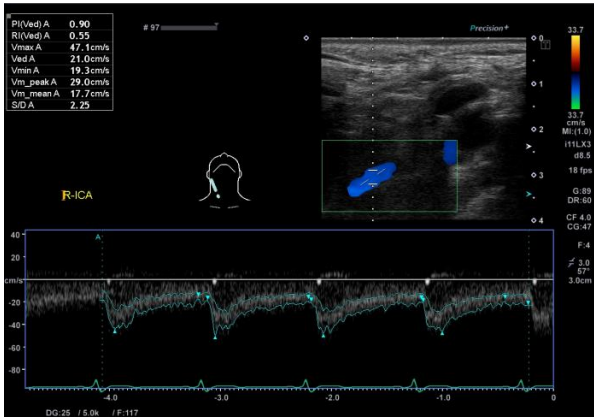 PI(Ved) A 0.90
RI(Ved) A 0.55
Vmax A 47.1cm/s
Ved A 21.0cm/s
Vmin A 19.3cm/s
Vm_peak A 29.0cm/s
Vm_mean A 17.7cm/s
S/D A 2.25
# 97
Precision+
0
1
2
3
4
33.7
33.7
cm/s
MI:(1.0)
i11LX3
d8.5
18 fps
G:89
DR:60
CF 4.0
CG:47
F:4
3.0
57°
3.0cm
R-ICA
A
40
20
cm/s
-20
-40
-60
-80
-4.0
-3.0
-2.0
-1.0
0
DG:25 / 5.0k / F:117